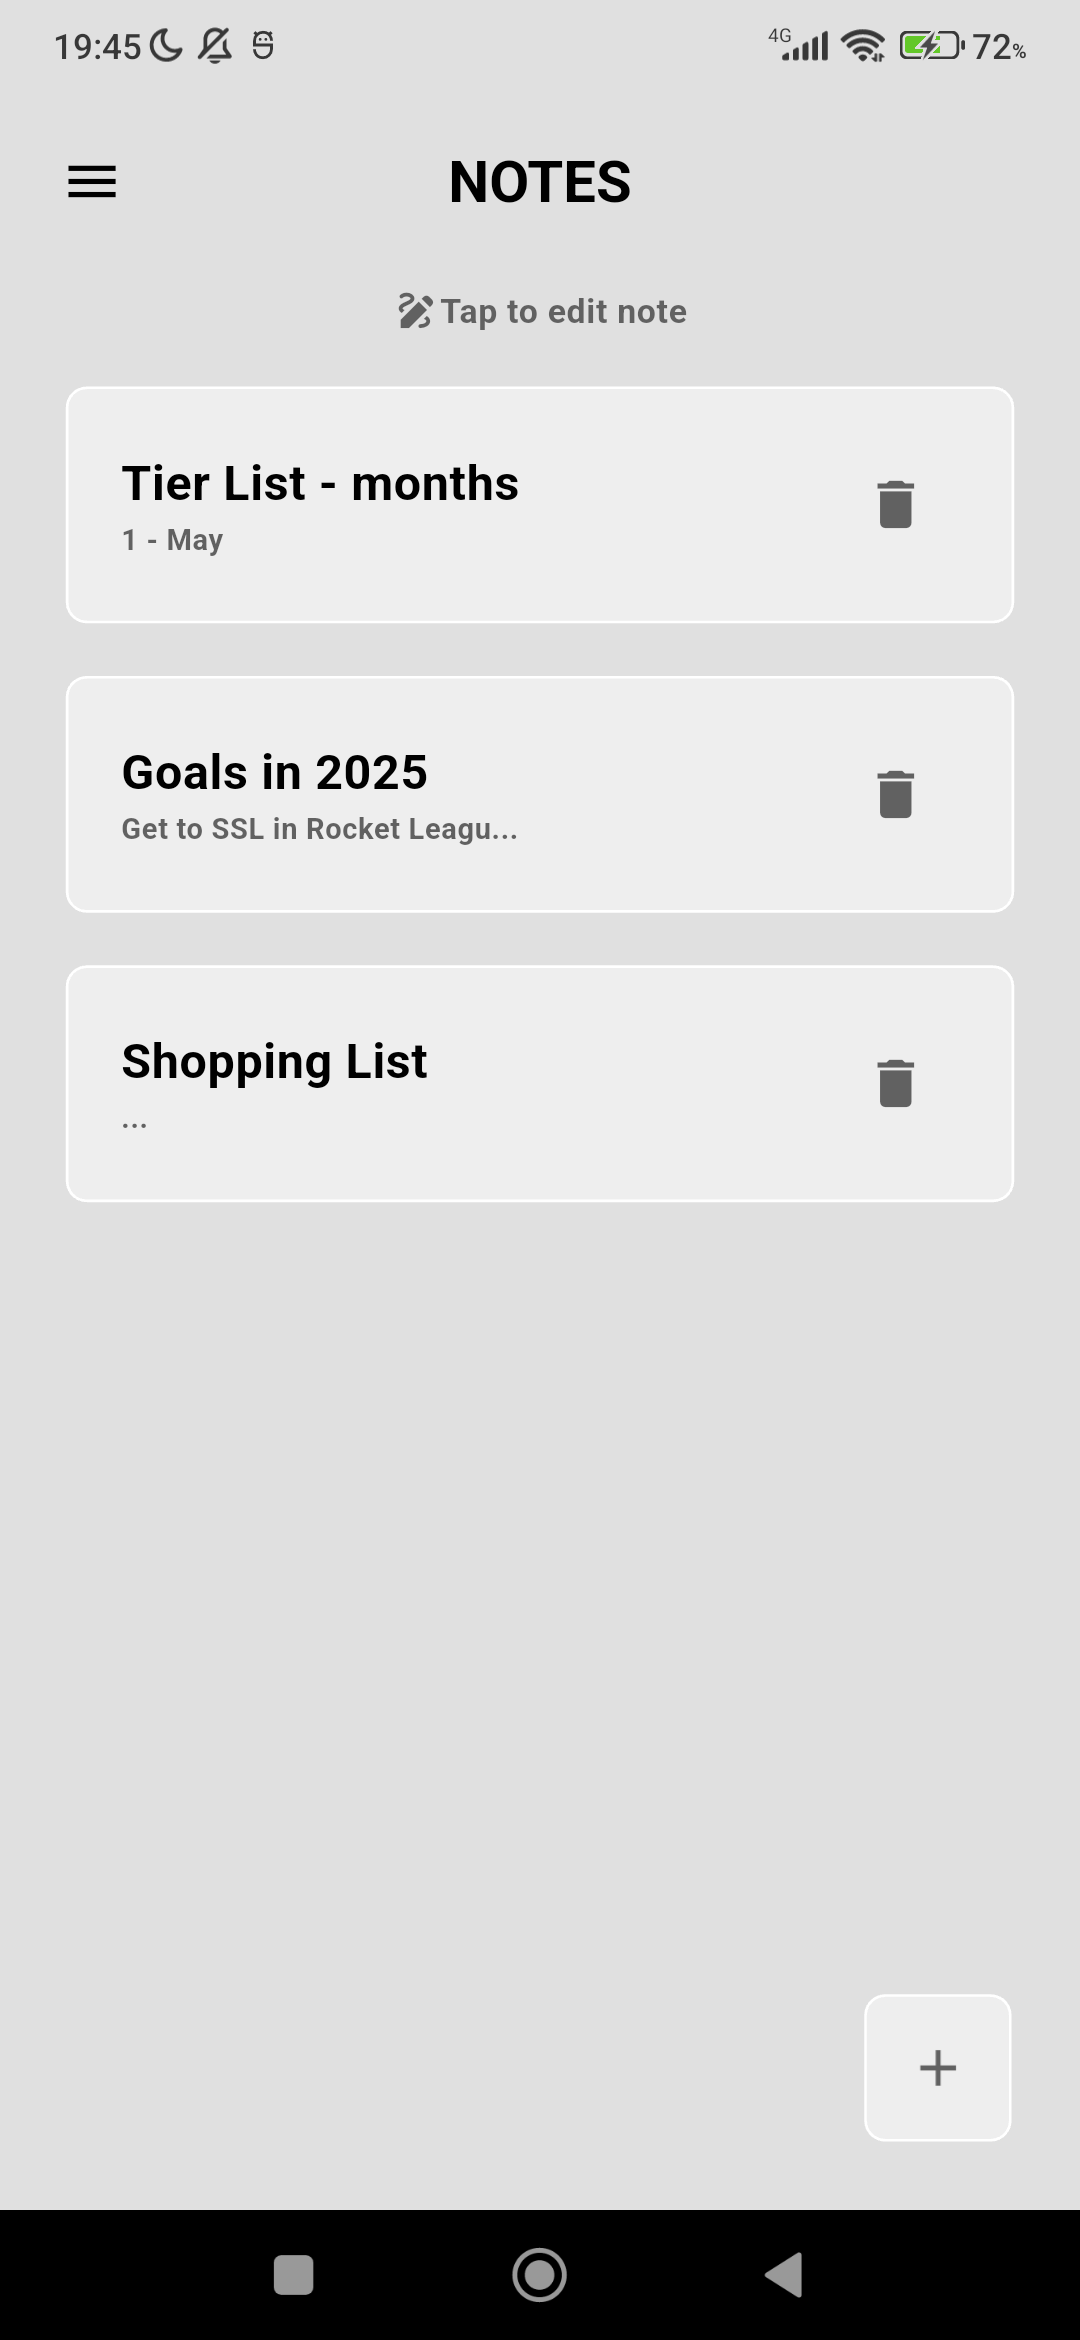 19:45 4G 72%
NOTES
Tap to edit note
Tier List - months
1 - May
Goals in 2025
Get to SSL in Rocket Leagu...
Shopping List
...